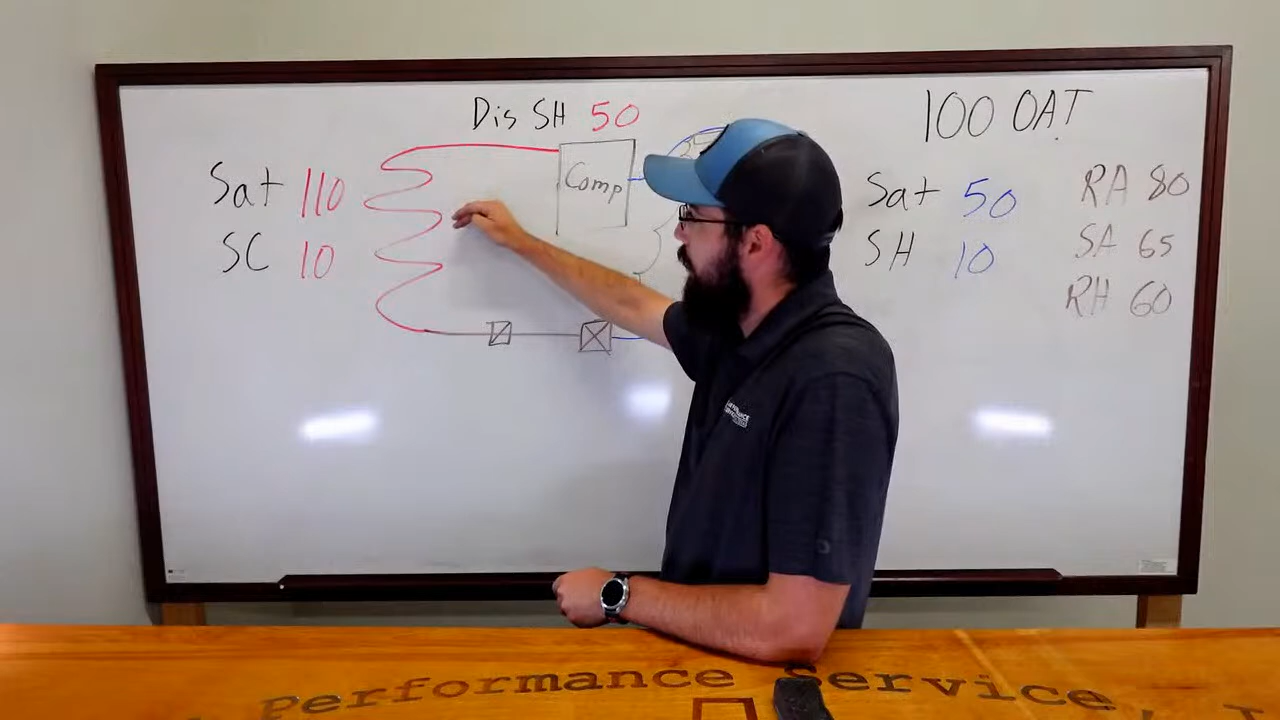 Dis SH 50
100 OAT
Sat 110
SC 10
Comp
Sat 50
SH 10
RA 80
SA 65
RH 60
Performance Service, I